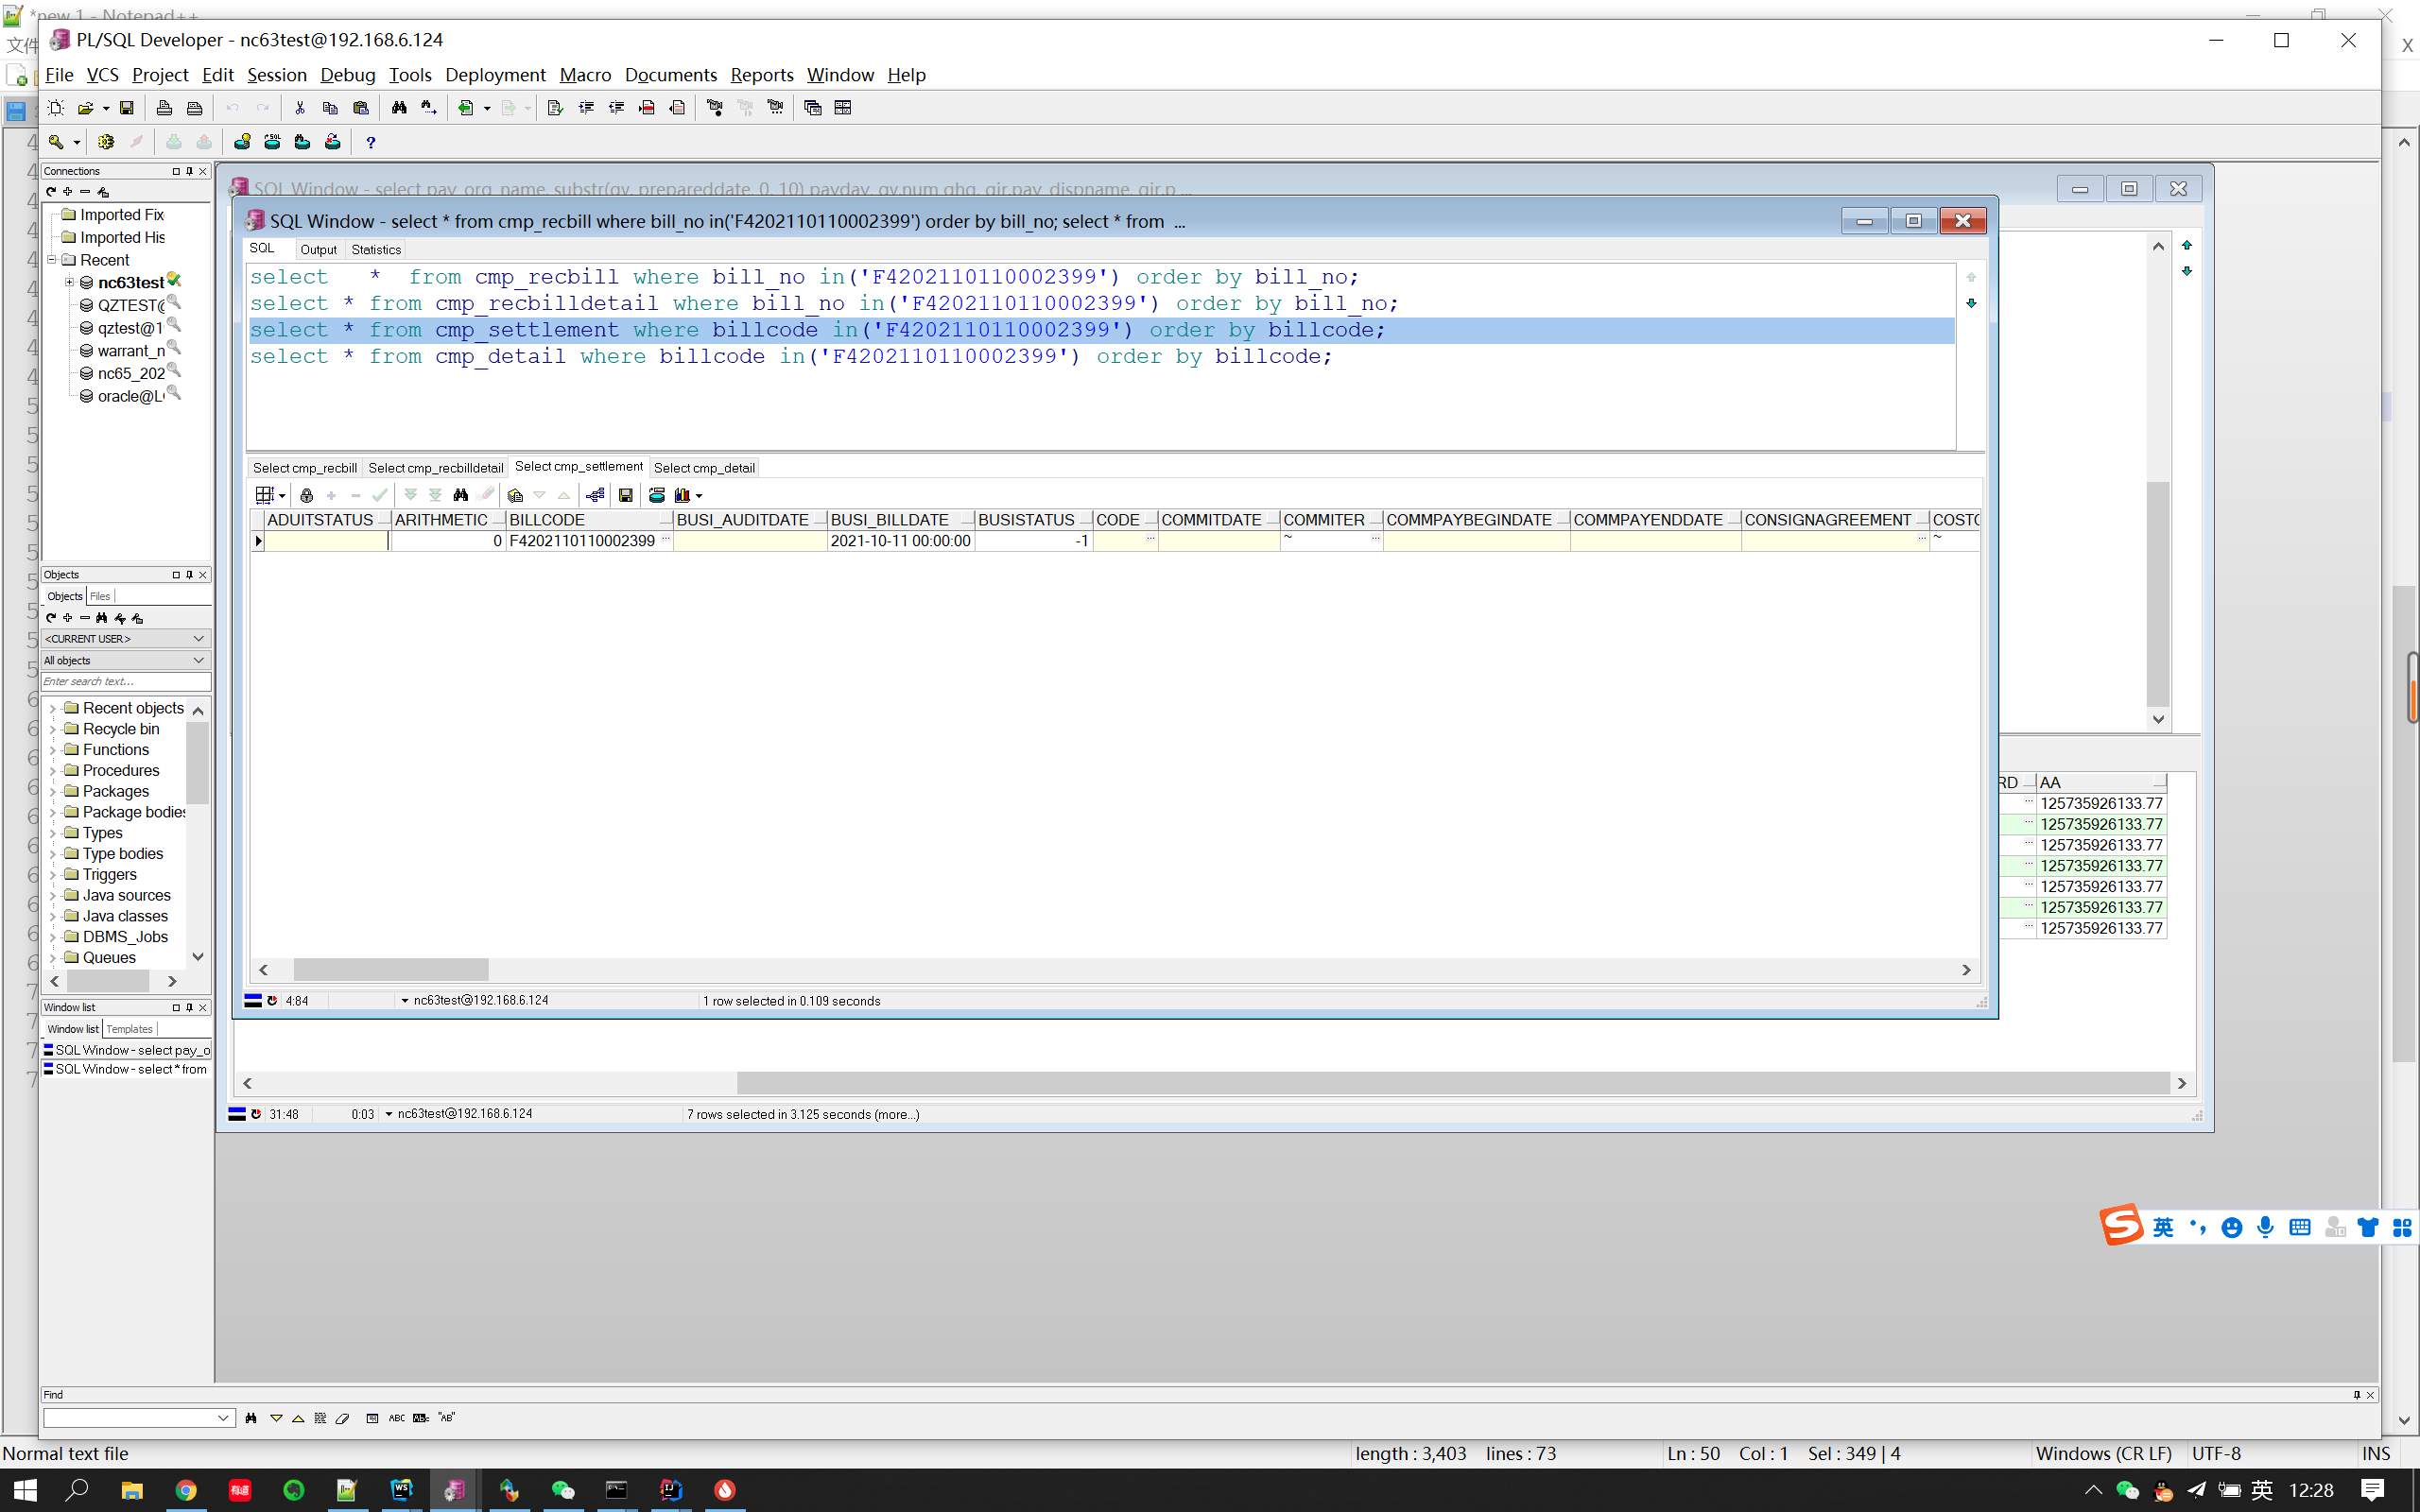 *new 1 - Notepad++
文件
PL/SQL Developer - nc63test@192.168.6.124
File VCS Project Edit Session Debug Tools Deployment Macro Documents Reports Window Help
Connections
Imported Fix
Imported His
Recent
nc63test
QZTEST@
qztest@1
warrant_n
nc65_202
oracle@L
SQL Window - select pay_org_name, substr(gy. prepareddate, 0, 10) payday, gy.num ghg, gir.pay_dispname, gir.p ...
SQL Window - select * from cmp_recbill where bill_no in('F4202110110002399') order by bill_no; select * from ...
SQL Output Statistics
select * from cmp_recbill where bill_no in('F4202110110002399') order by bill_no;
select * from cmp_recbilldetail where bill_no in('F4202110110002399') order by bill_no;
select * from cmp_settlement where billcode in('F4202110110002399') order by billcode;
select * from cmp_detail where billcode in('F4202110110002399') order by billcode;
Select cmp_recbill Select cmp_recbilldetail Select cmp_settlement Select cmp_detail
ADUITSTATUS ARITHMETIC BILLCODE BUSI_AUDITDATE BUSI_BILLDATE BUSISTATUS CODE COMMITDATE COMMITER COMMPAYBEGINDATE COMMPAYENDDATE CONSIGNAGREEMENT COSTC
0 F4202110110002399 ... 2021-10-11 00:00:00 -1 ... ~ ... ... ~
4:84 nc63test@192.168.6.124 1 row selected in 0.109 seconds
RD AA
125735926133.77
125735926133.77
125735926133.77
125735926133.77
125735926133.77
125735926133.77
125735926133.77
31:48 0:03 nc63test@192.168.6.124 7 rows selected in 3.125 seconds (more...)
Objects
Objects Files
<CURRENT USER>
All objects
Enter search text...
Recent objects
Recycle bin
Functions
Procedures
Packages
Package bodies
Types
Type bodies
Triggers
Java sources
Java classes
DBMS_Jobs
Queues
Window list
Window list Templates
SQL Window - select pay_o
SQL Window - select * from
英
Find
ABC "AB"
Normal text file length : 3,403 lines : 73 Ln : 50 Col : 1 Sel : 349 | 4 Windows (CR LF) UTF-8 INS
英 12:28